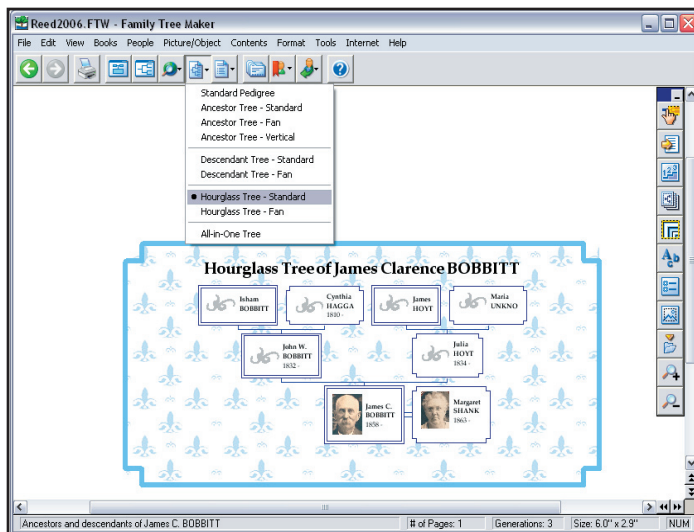 Reed2006.FTW - Family Tree Maker
File Edit View Books People Picture/Object Contents Format Tools Internet Help
Standard Pedigree
Ancestor Tree - Standard
Ancestor Tree - Fan
Ancestor Tree - Vertical
Descendant Tree - Standard
Descendant Tree - Fan
Hourglass Tree - Standard
Hourglass Tree - Fan
All-in-One Tree
Hourglass Tree of James Clarence BOBBITT
Isham
BOBBITT
Cynthia
HAGGA
1810 -
James
HOYT
Maria
UNKNO
John W.
BOBBITT
1832 -
Julia
HOYT
1834 -
James C.
BOBBITT
1858 -
Margaret
SHANK
1863 -
Ancestors and descendants of James C. BOBBITT # of Pages: 1 Generations: 3 Size: 6.0" x 2.9" NUM